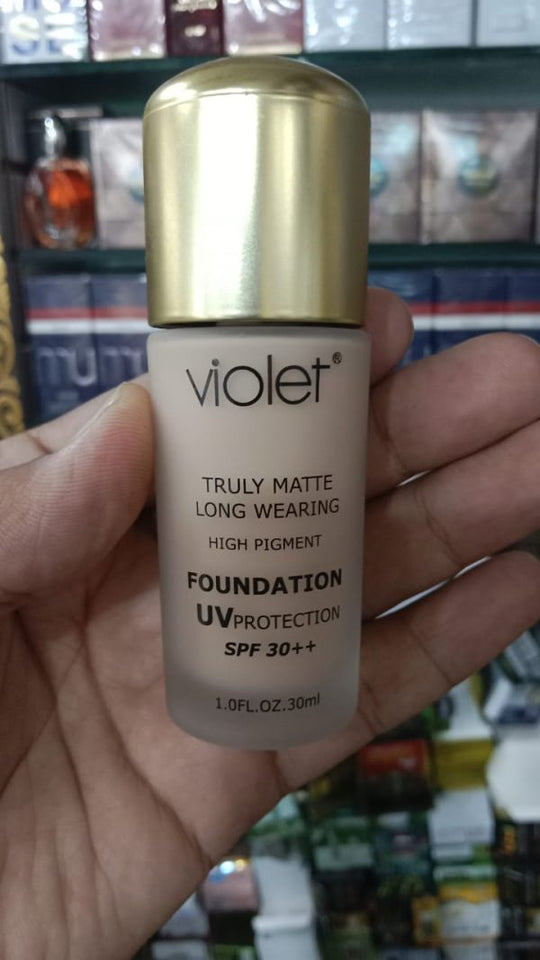 violet®
TRULY MATTE
LONG WEARING
HIGH PIGMENT
FOUNDATION
UVPROTECTION
SPF 30++
1.0FL.OZ.30ml